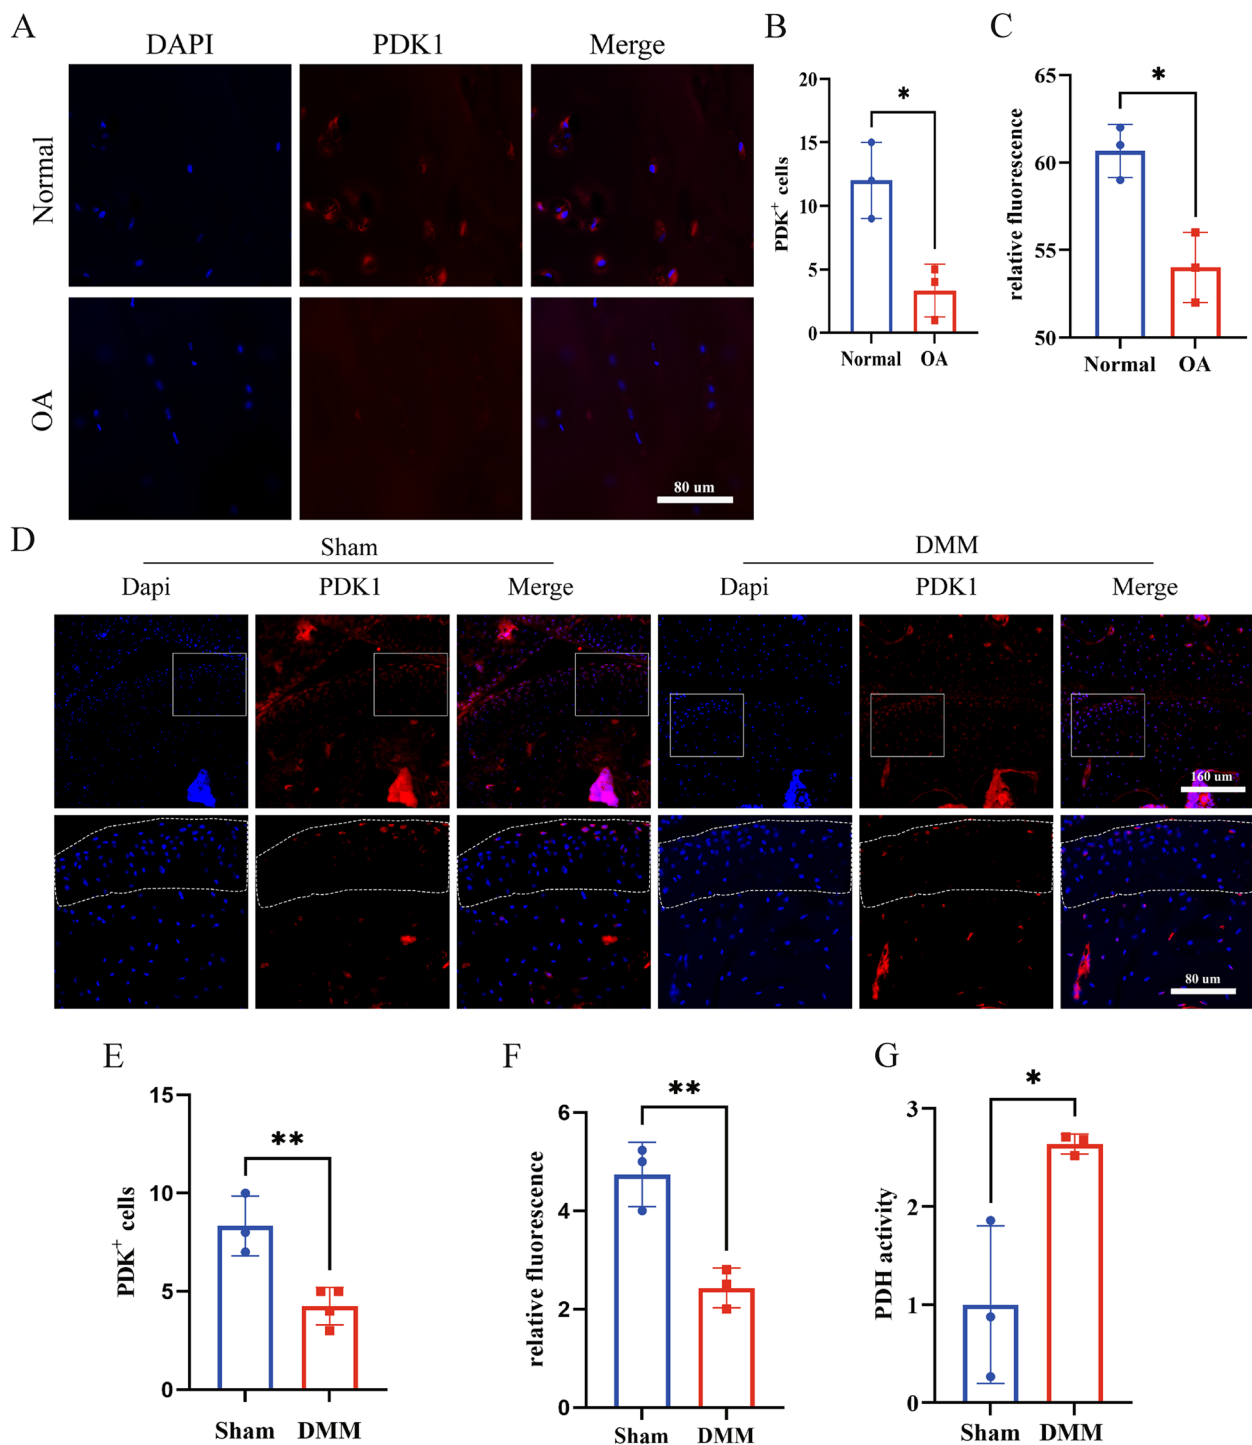 A
DAPI PDK1 Merge
Normal
OA
80 um
B
PDK+ cells
20
15
10
5
0
*
Normal OA
C
relative fluorescence
65
60
55
50
*
Normal OA
D
Sham DMM
Dapi PDK1 Merge Dapi PDK1 Merge
160 um
80 um
E
PDK+ cells
15
10
5
0
**
Sham DMM
F
relative fluorescence
6
4
2
0
**
Sham DMM
G
PDH activity
3
2
1
0
*
Sham DMM